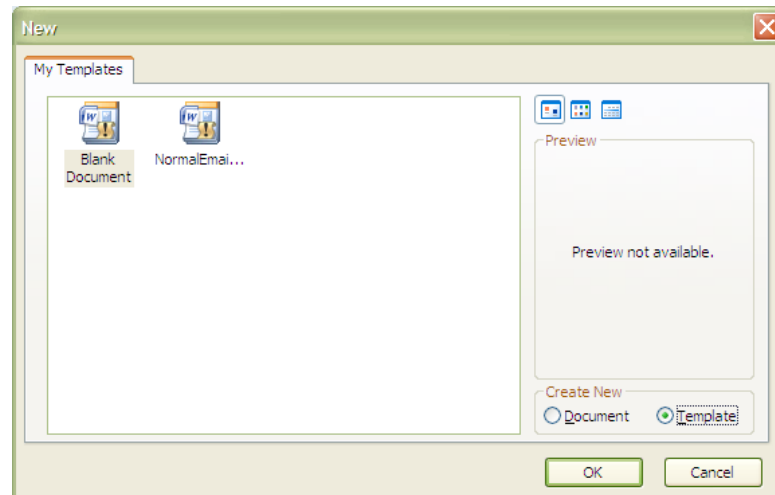 New
My Templates
Blank
Document
NormalEmai...
Preview
Preview not available.
Create New
Document
Template
OK
Cancel